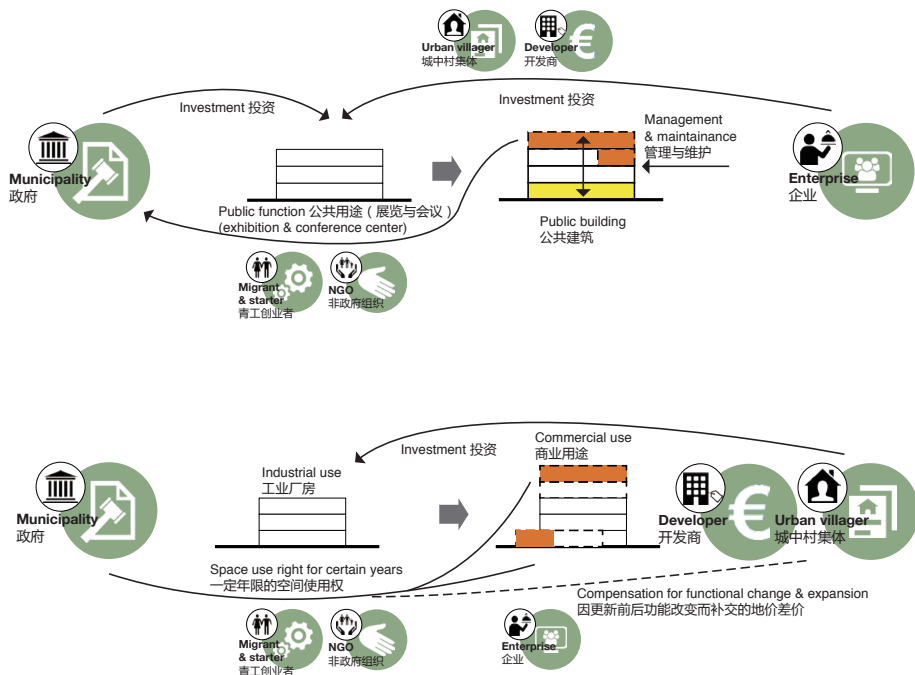 Urban villager
城中村集体
Developer
开发商
€
Investment 投资
Investment 投资
Management
& maintainance
管理与维护
Municipality
政府
Enterprise
企业
Public function 公共用途（展览与会议）
(exhibition & conference center)
Public building
公共建筑
Migrant
& starter
青工创业者
NGO
非政府组织
Investment 投资
Commercial use
商业用途
Industrial use
工业厂房
Municipality
政府
Developer
开发商
€
Urban villager
城中村集体
Space use right for certain years
一定年限的空间使用权
Compensation for functional change & expansion
因更新前后功能改变而补交的地价差价
Migrant
& starter
青工创业者
NGO
非政府组织
Enterprise
企业